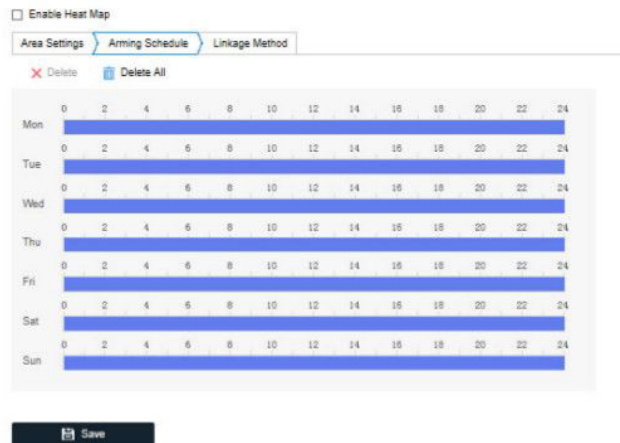 Enable Heat Map
Area Settings Arming Schedule Linkage Method
Delete Delete All
0 2 4 6 8 10 12 14 16 18 20 22 24
Mon
0 2 4 6 8 10 12 14 16 18 20 22 24
Tue
0 2 4 6 8 10 12 14 16 18 20 22 24
Wed
0 2 4 6 8 10 12 14 16 18 20 22 24
Thu
0 2 4 6 8 10 12 14 16 18 20 22 24
Fri
0 2 4 6 8 10 12 14 16 18 20 22 24
Sat
0 2 4 6 8 10 12 14 16 18 20 22 24
Sun
Save